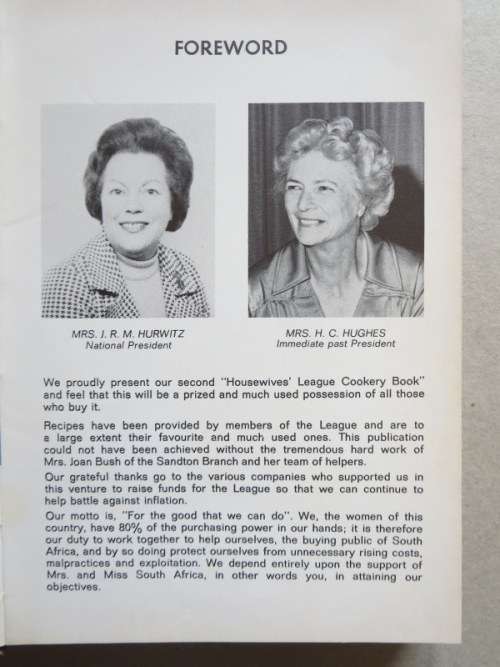 FOREWORD
MRS. J. R. M. HURWITZ
National President
MRS. H. C. HUGHES
Immediate past President
We proudly present our second "Housewives' League Cookery Book"
and feel that this will be a prized and much used possession of all those
who buy it.
Recipes have been provided by members of the League and are to
a large extent their favourite and much used ones. This publication
could not have been achieved without the tremendous hard work of
Mrs. Joan Bush of the Sandton Branch and her team of helpers.
Our grateful thanks go to the various companies who supported us in
this venture to raise funds for the League so that we can continue to
help battle against inflation.
Our motto is, "For the good that we can do". We, the women of this
country, have 80% of the purchasing power in our hands; it is therefore
our duty to work together to help ourselves, the buying public of South
Africa, and by so doing protect ourselves from unnecessary rising costs,
malpractices and exploitation. We depend entirely upon the support of
Mrs. and Miss South Africa, in other words you, in attaining our
objectives.